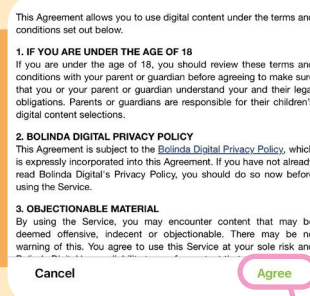 This Agreement allows you to use digital content under the terms and
conditions set out below.
1. IF YOU ARE UNDER THE AGE OF 18
If you are under the age of 18, you should review these terms and
conditions with your parent or guardian before agreeing to make sure
that you or your parent or guardian understand your and their legal
obligations. Parents or guardians are responsible for their children's
digital content selections.
2. BOLINDA DIGITAL PRIVACY POLICY
This Agreement is subject to the Bolinda Digital Privacy Policy, which
is expressly incorporated into this Agreement. If you have not already
read Bolinda Digital's Privacy Policy, you should do so now before
using the Service.
3. OBJECTIONABLE MATERIAL
By using the Service, you may encounter content that may be
deemed offensive, indecent or objectionable. There may be no
warning of this. You agree to use this Service at your sole risk and
Cancel
Agree